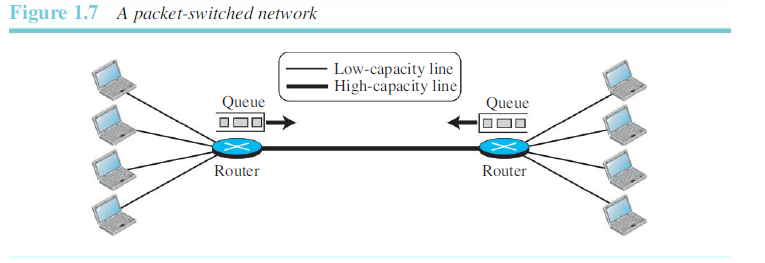 Figure 1.7 A packet-switched network
Low-capacity line
High-capacity line
Queue
Queue
Router
Router